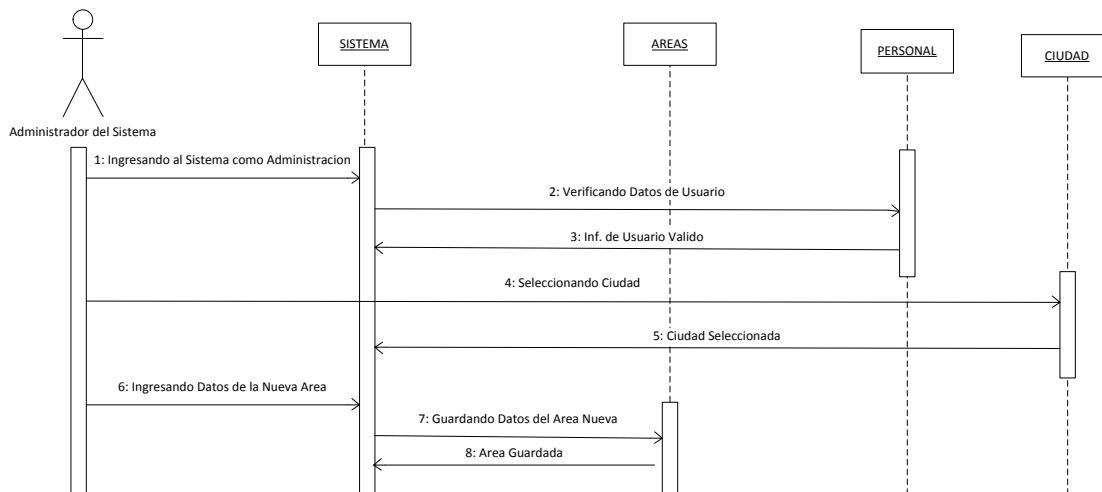 SISTEMA
AREAS
PERSONAL
CIUDAD
Administrador del Sistema
1: Ingresando al Sistema como Administracion
2: Verificando Datos de Usuario
3: Inf. de Usuario Valido
4: Seleccionando Ciudad
5: Ciudad Seleccionada
6: Ingresando Datos de la Nueva Area
7: Guardando Datos del Area Nueva
8: Area Guardada